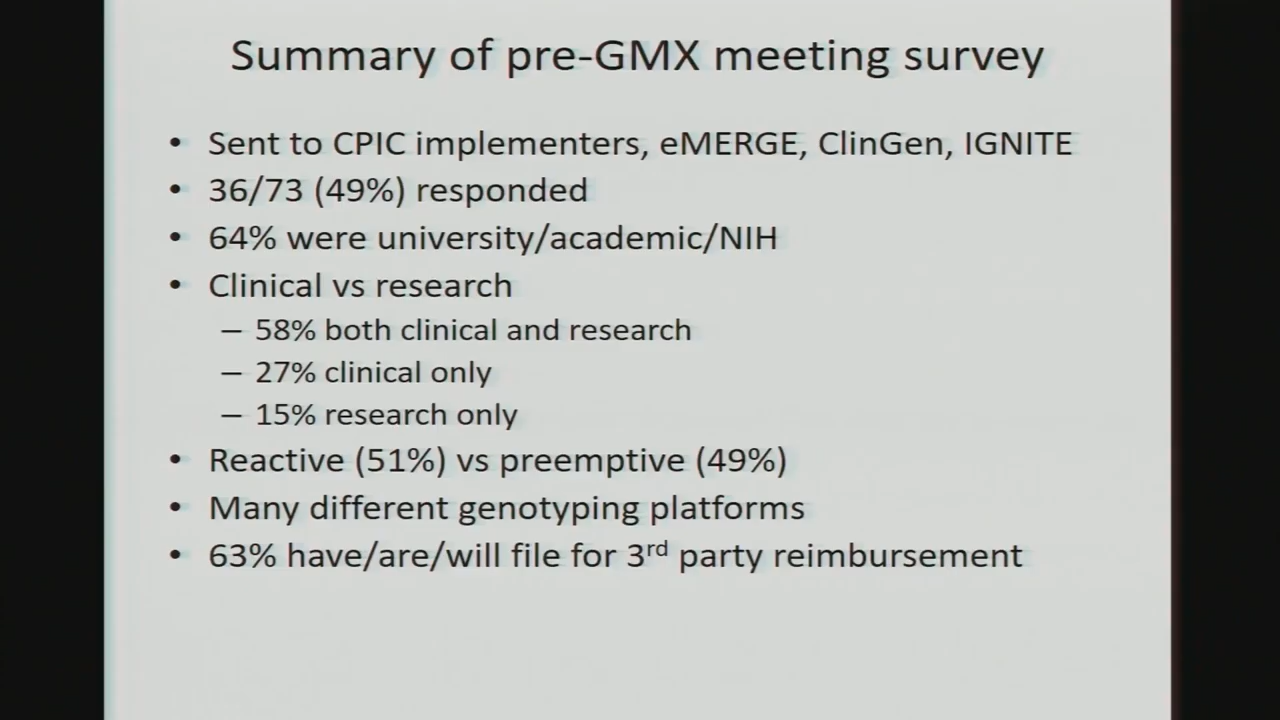 Summary of pre-GMX meeting survey
• Sent to CPIC implementers, eMERGE, ClinGen, IGNITE
• 36/73 (49%) responded
• 64% were university/academic/NIH
• Clinical vs research
– 58% both clinical and research
– 27% clinical only
– 15% research only
• Reactive (51%) vs preemptive (49%)
• Many different genotyping platforms
• 63% have/are/will file for 3rd party reimbursement